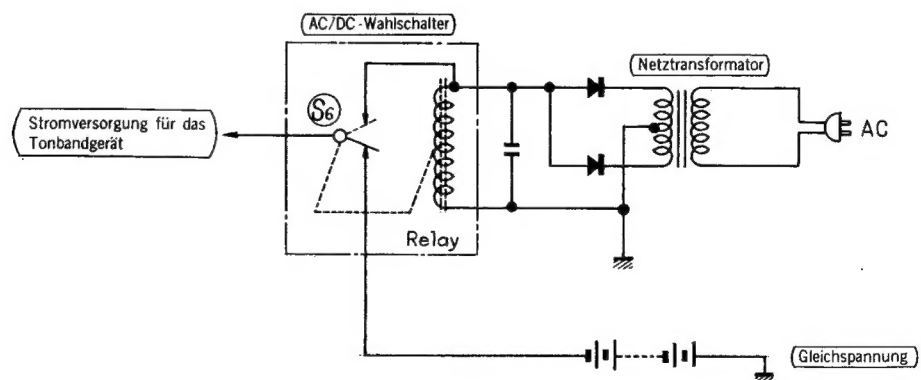 AC/DC-Wahlschalter
Netztransformator
S6
Stromversorgung für das
Tonbandgerät
AC
Relay
Gleichspannung